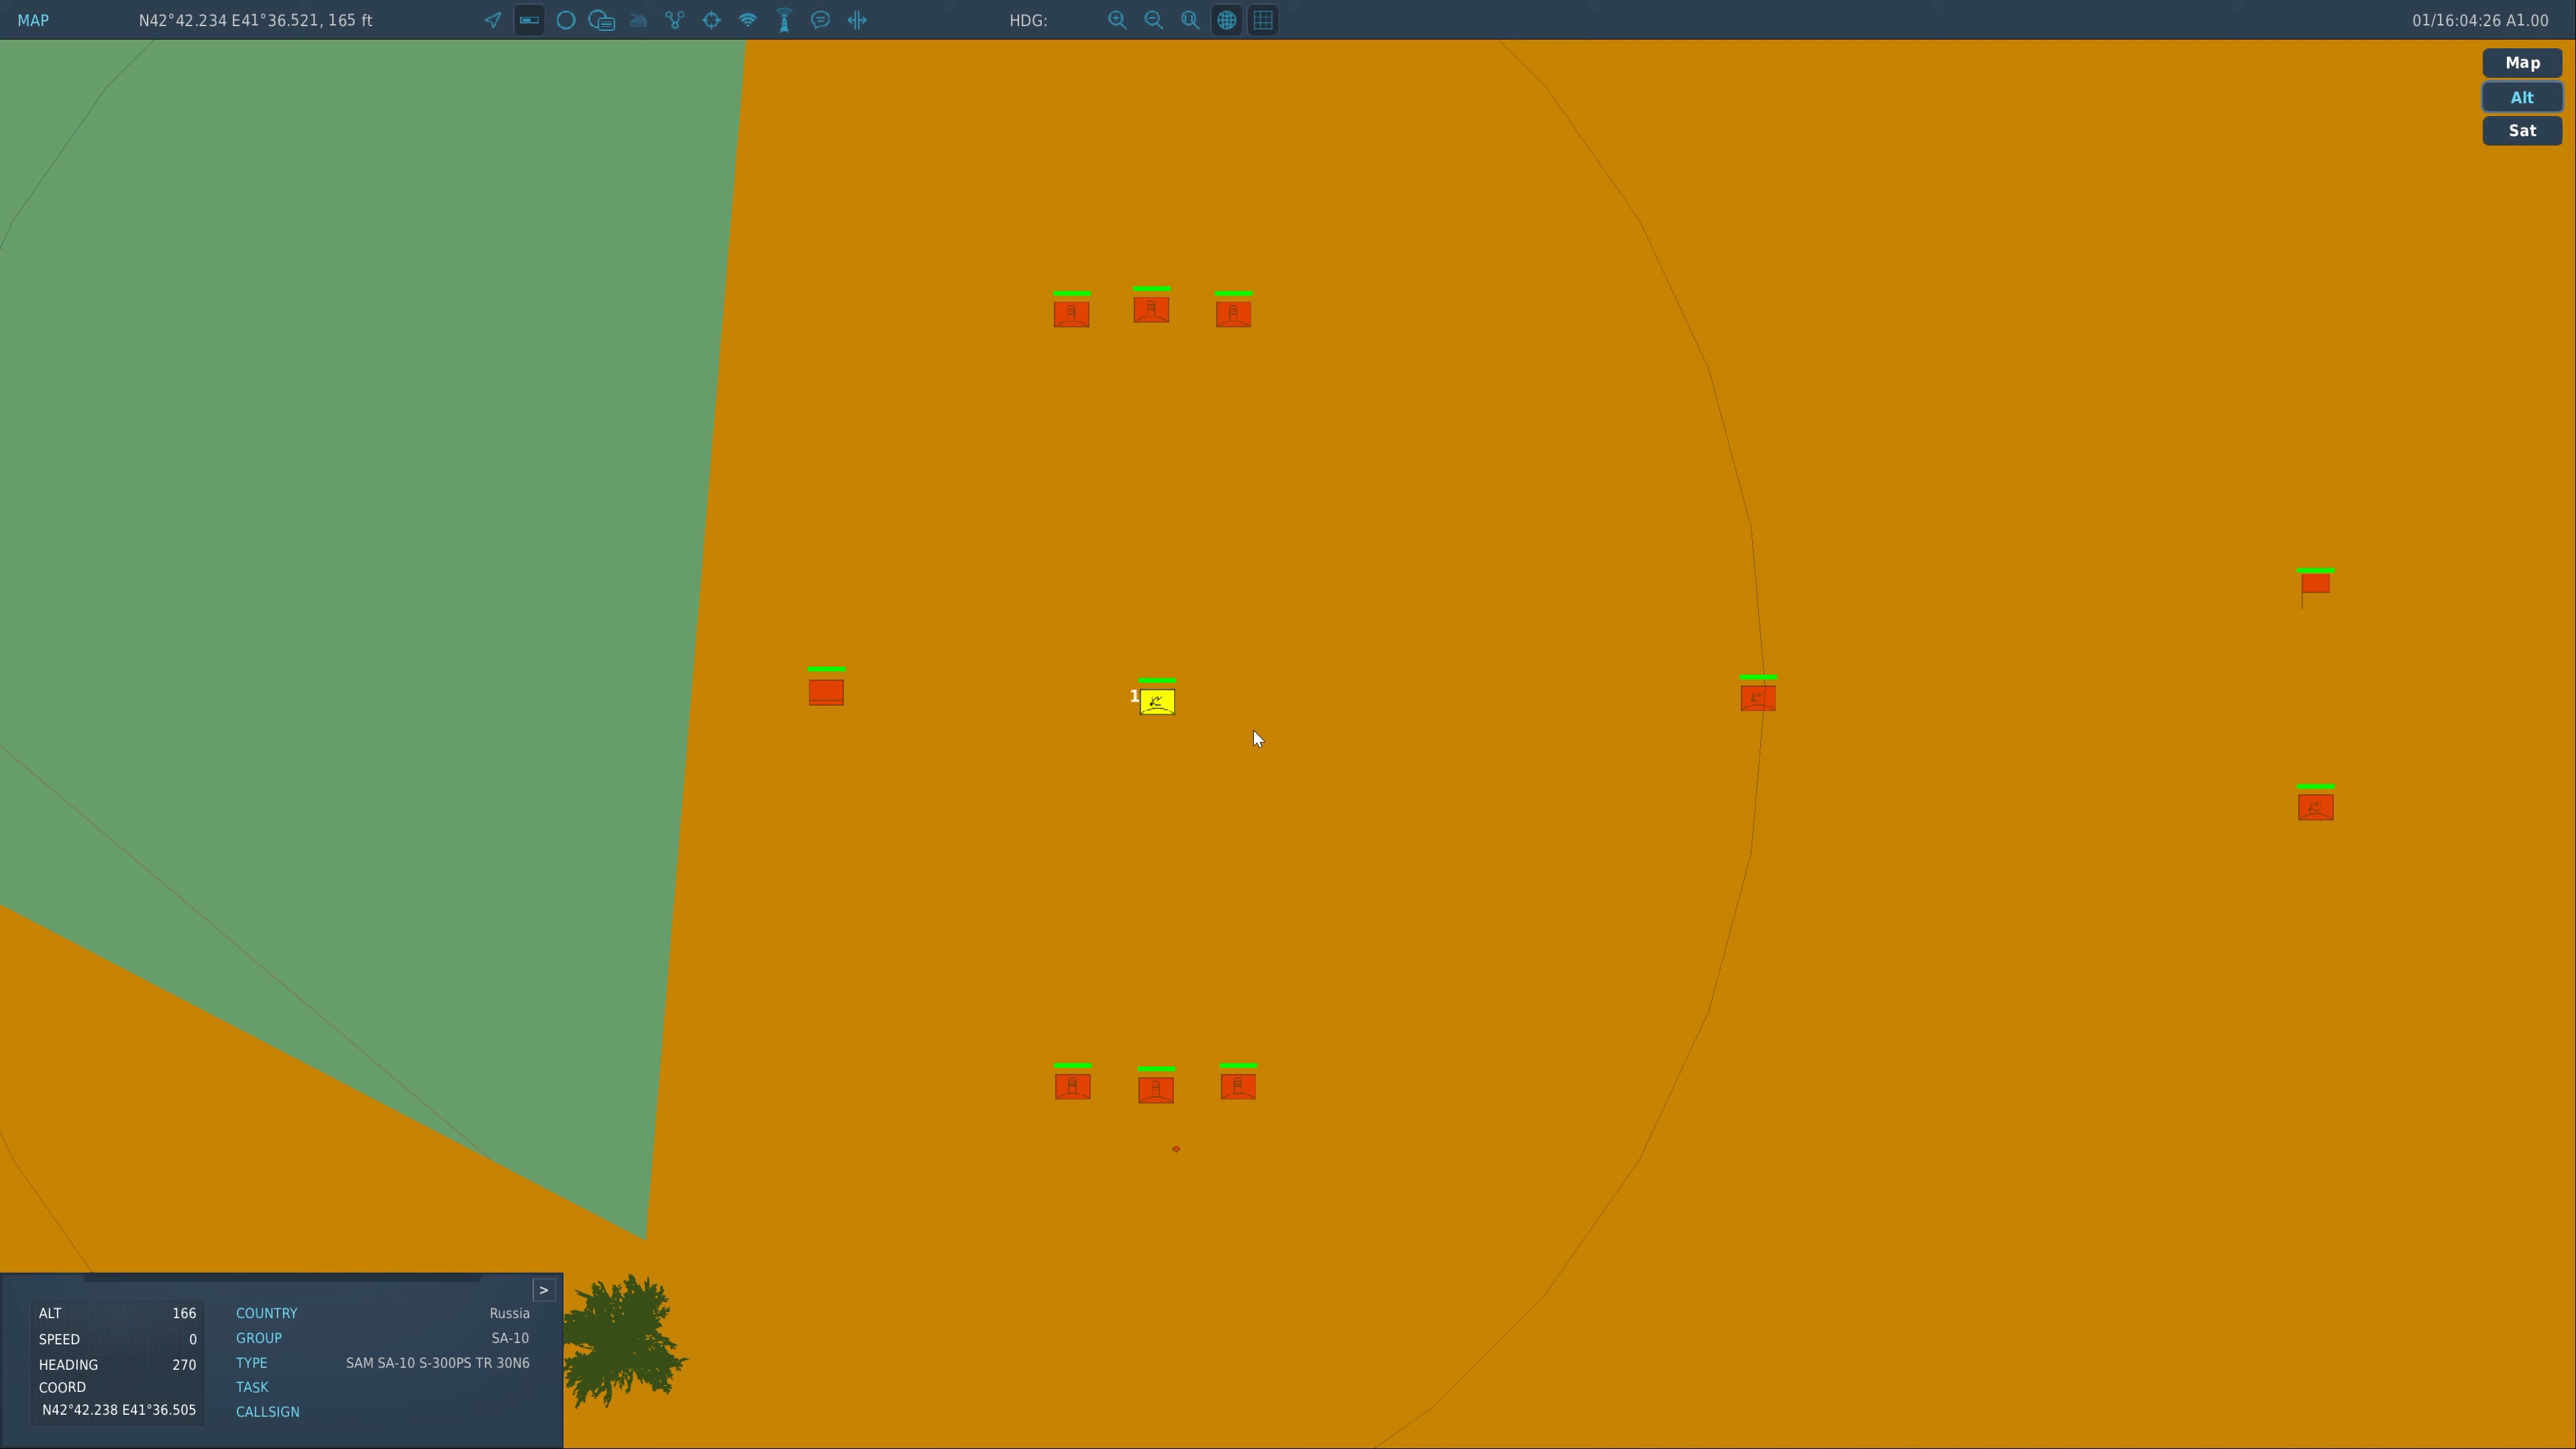 MAP N42°42.234 E41°36.521, 165 ft HDG: 01/16:04:26 A1.00
Map
Alt
Sat
1
>
ALT 166
SPEED 0
HEADING 270
COORD
N42°42.238 E41°36.505
COUNTRY Russia
GROUP SA-10
TYPE SAM SA-10 S-300PS TR 30N6
TASK
CALLSIGN